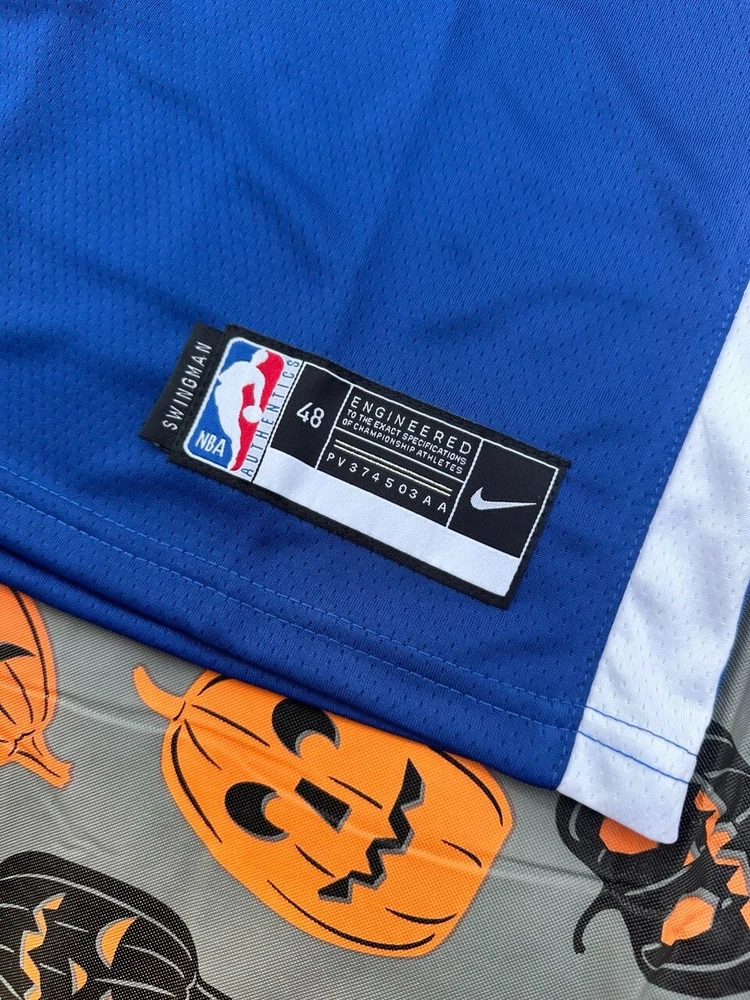 SWINGMAN
NBA
AUTHENTICS
48
ENGINEERED
TO THE EXACT SPECIFICATIONS
OF CHAMPIONSHIP ATHLETES
PV374503AA